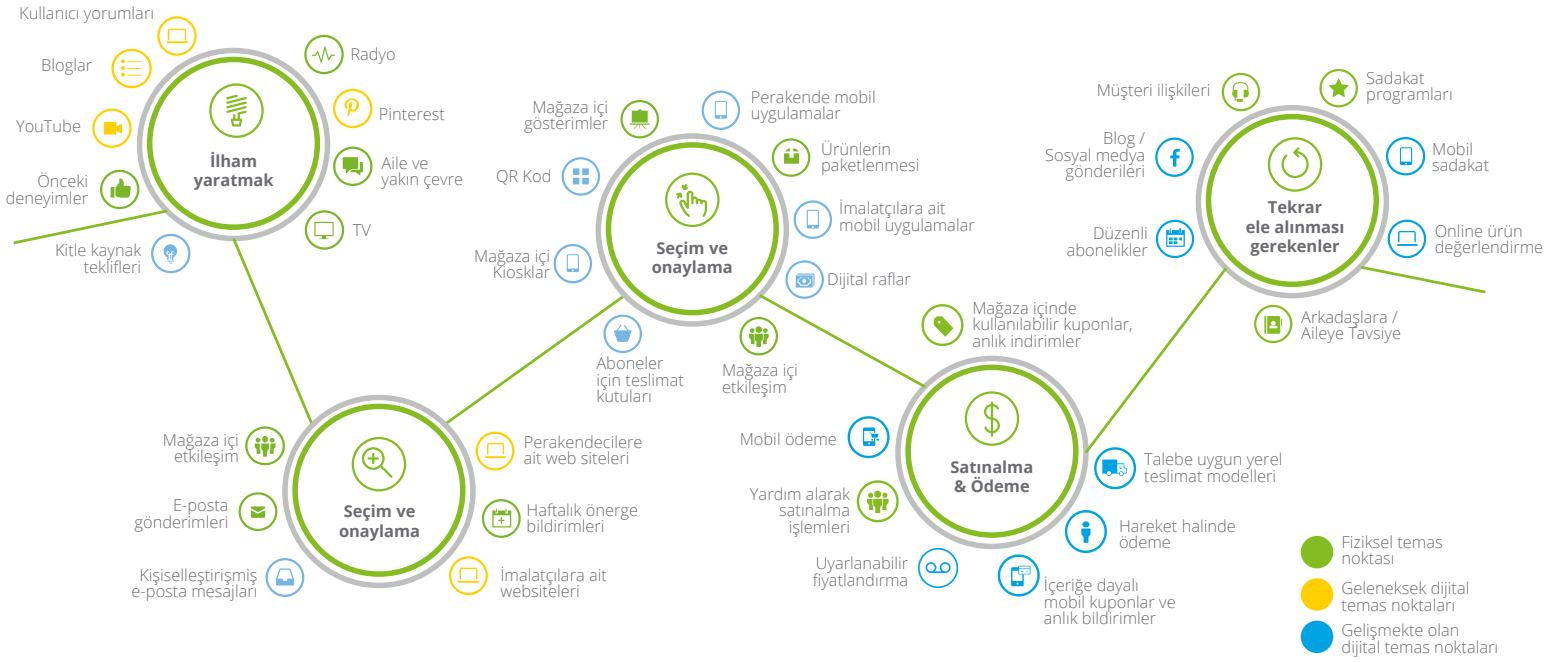 Kullanıcı yorumları
Bloglar
YouTube
Önceki
deneyimler
Kitle kaynak
teklifleri
Radyo
Pinterest
Aile ve
yakın çevre
TV
İlham
yaratmak
Mağaza içi
etkileşim
E-posta
gönderimleri
Kişiselleştirişmiş
e-posta mesajları
Seçim ve
onaylama
Perakendecilere
ait web siteleri
Haftalık önerge
bildirimleri
İmalatçılara ait
websiteleri
Mağaza içi
gösterimler
QR Kod
Mağaza içi
Kiosklar
Aboneler
için teslimat
kutuları
Seçim ve
onaylama
Perakende mobil
uygulamalar
Ürünlerin
paketlenmesi
İmalatçılara ait
mobil uygulamalar
Dijital raflar
Mağaza içi
etkileşim
Mağaza içinde
kullanılabilir kuponlar,
anlık indirimler
Mobil ödeme
Yardım alarak
satınalma
işlemleri
Uyarlanabilir
fiyatlandırma
Satınalma
& Ödeme
Talebe uygun yerel
teslimat modelleri
Hareket halinde
ödeme
İçeriğe dayalı
mobil kuponlar ve
anlık bildirimler
Müşteri ilişkileri
Blog /
Sosyal medya
gönderileri
Düzenli
abonelikler
Tekrar
ele alınması
gerekenler
Sadakat
programları
Mobil
sadakat
Online ürün
değerlendirme
Arkadaşlara /
Aileye Tavsiye
Fiziksel temas
noktası
Geleneksek dijital
temas noktaları
Gelişmekte olan
dijital temas noktaları